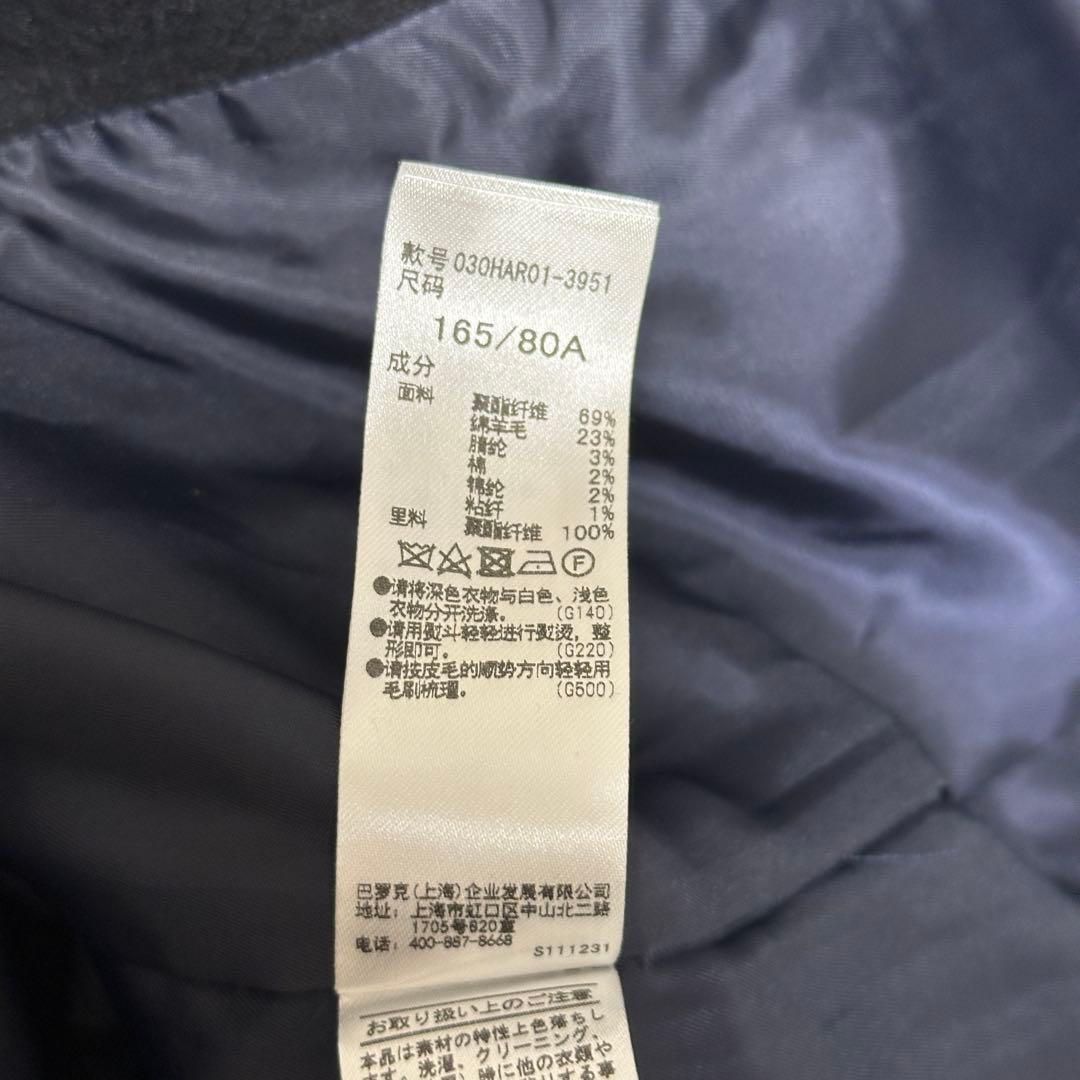 款号 030HAR01-3951
尺码
165/80A
成分
面料 聚酯纤维 69%
绵羊毛 23%
腈纶 3%
棉 2%
锦纶 2%
粘纤 1%
里料 聚酯纤维 100%
F
●请将深色衣物与白色、浅色
衣物分开洗涤。 (G140)
●请用熨斗轻轻进行熨烫,整
形即可。 (G220)
●请按皮毛的顺势方向轻轻用
毛刷梳理。 (G500)
巴罗克(上海)企业发展有限公司
地址: 上海市虹口区中山北二路
1705号820室
电话: 400-887-8668
S111231
お取り扱い上のご注意
本品は素材の特性上色落ちし
ます。洗濯、クリーニング、
時に他の衣類や